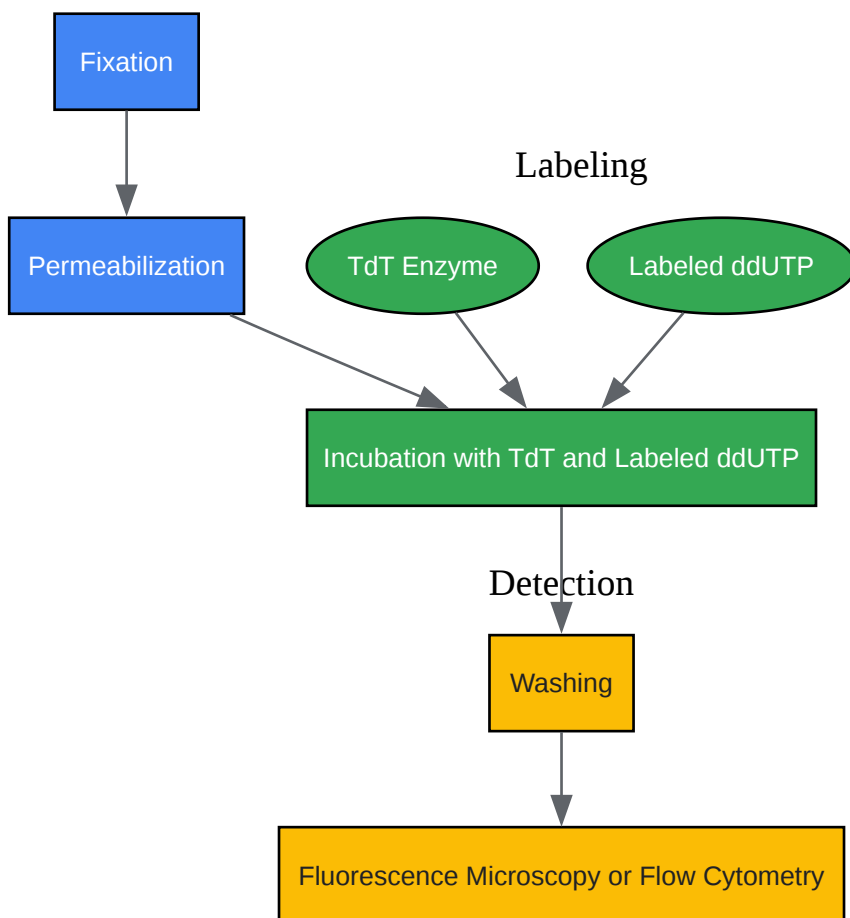 Fixation
Labeling
Permeabilization
TdT Enzyme
Labeled ddUTP
Incubation with TdT and Labeled ddUTP
Detection
Washing
Fluorescence Microscopy or Flow Cytometry